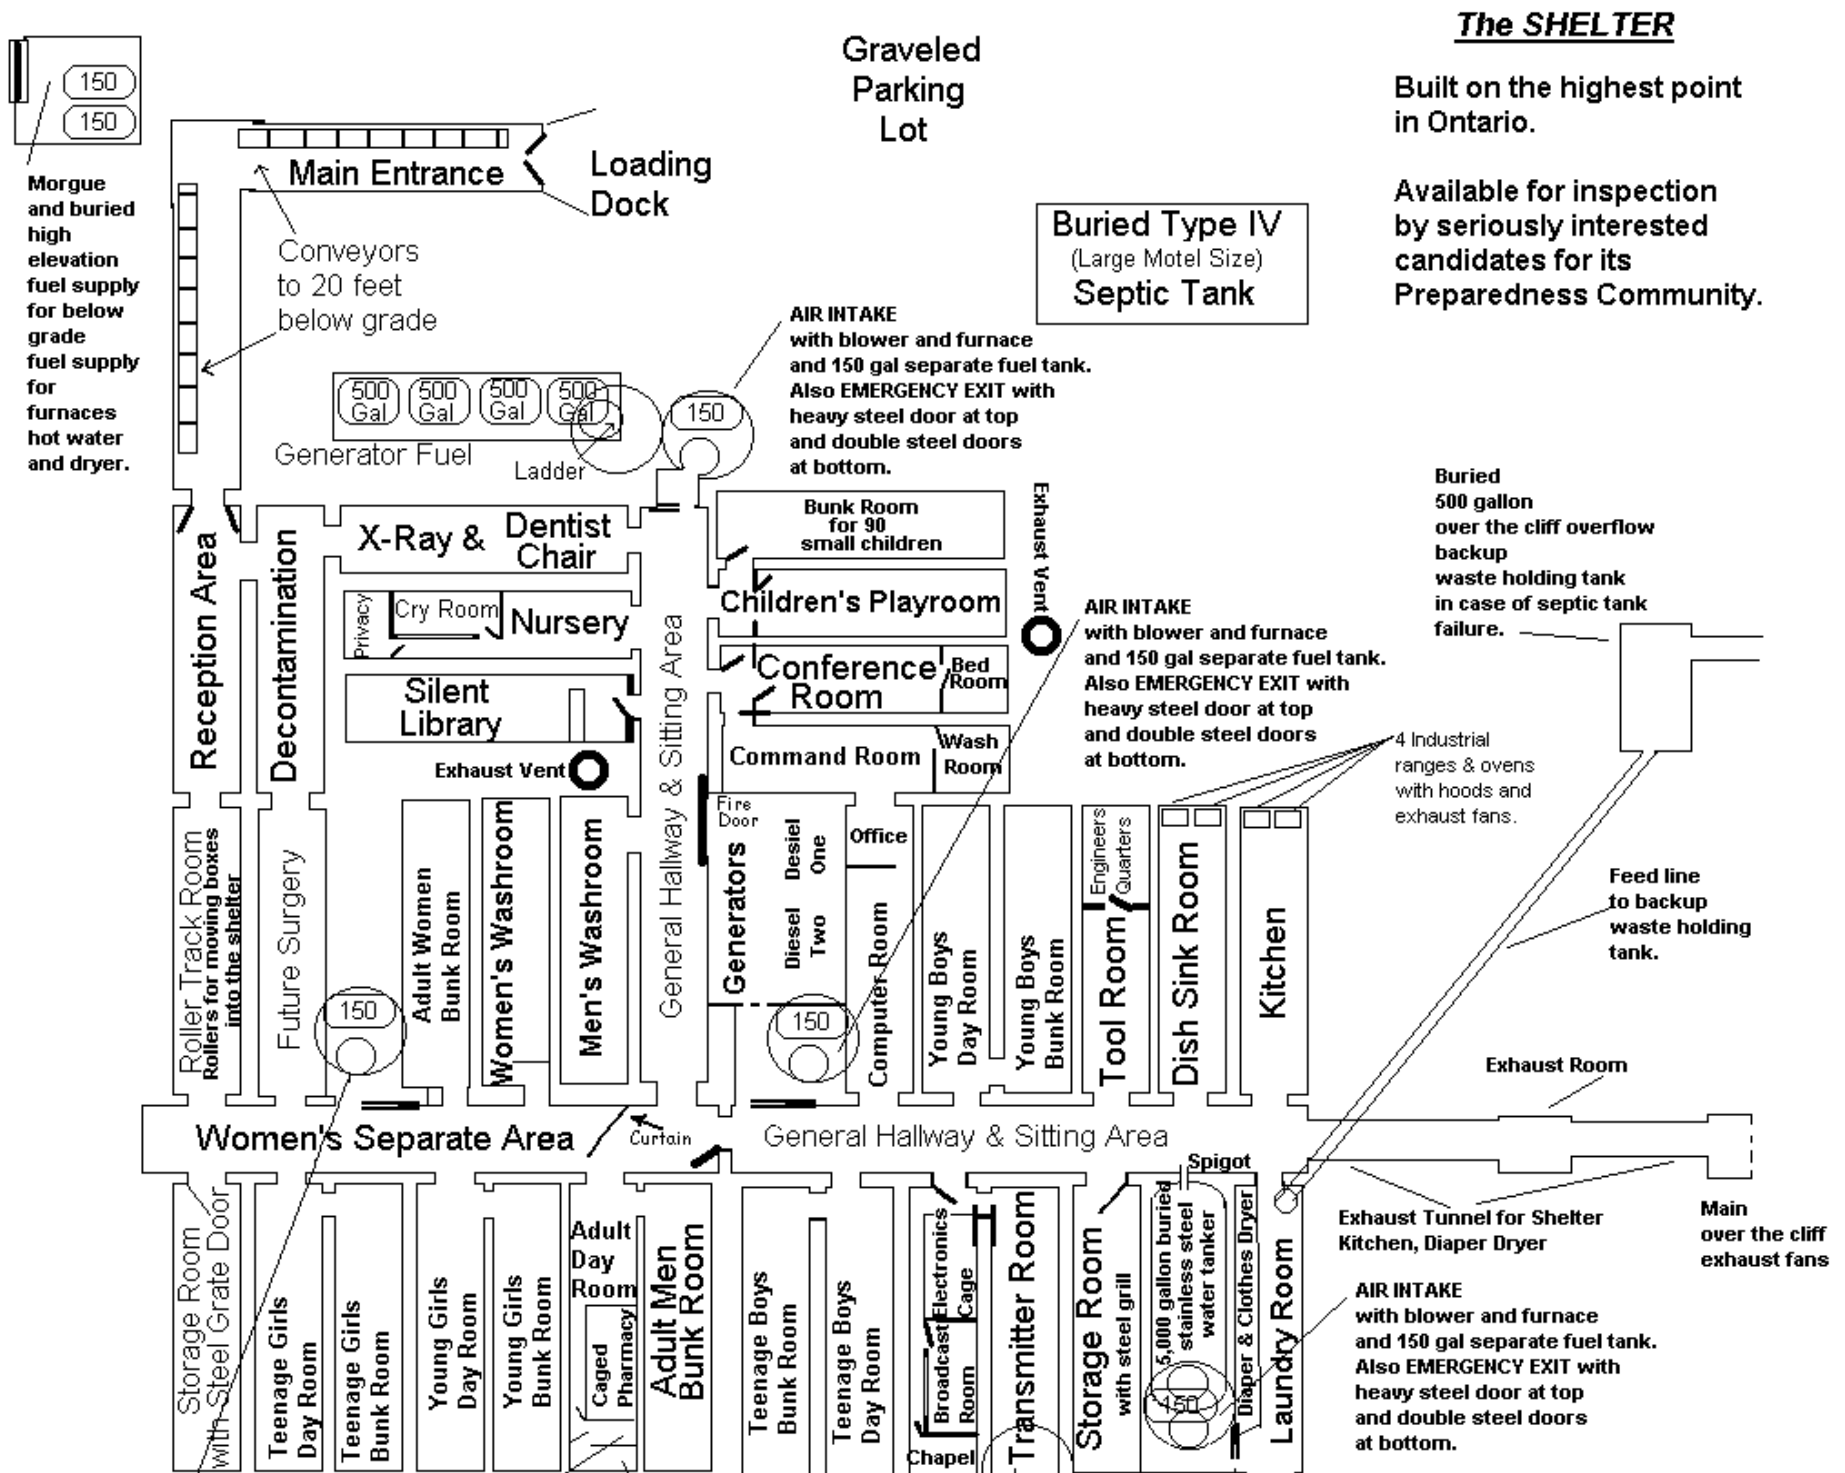 The SHELTER
Built on the highest point
in Ontario.
Available for inspection
by seriously interested
candidates for its
Preparedness Community.
Graveled
Parking
Lot
150
150
Morgue
and buried
high
elevation
fuel supply
for below
grade
fuel supply
for
furnaces
hot water
and dryer.
Main Entrance
Loading
Dock
Conveyors
to 20 feet
below grade
Buried Type IV
(Large Motel Size)
Septic Tank
AIR INTAKE
with blower and furnace
and 150 gal separate fuel tank.
Also EMERGENCY EXIT with
heavy steel door at top
and double steel doors
at bottom.
500
Gal
500
Gal
500
Gal
500
Gal
150
Generator Fuel
Ladder
Buried
500 gallon
over the cliff overflow
backup
waste holding tank
in case of septic tank
failure.
Reception Area
Decontamination
X-Ray &
Dentist
Chair
Bunk Room
for 90
small children
Exhaust Vent
Privacy
Cry Room
Nursery
Children's Playroom
Silent
Library
General Hallway & Sitting Area
Conference
Room
Bed
Room
Exhaust Vent
Command Room
Wash
Room
AIR INTAKE
with blower and furnace
and 150 gal separate fuel tank.
Also EMERGENCY EXIT with
heavy steel door at top
and double steel doors
at bottom.
4 Industrial
ranges & ovens
with hoods and
exhaust fans.
Roller Track Room
Rollers for moving boxes
into the shelter
Future Surgery
150
Adult Women
Bunk Room
Women's Washroom
Men's Washroom
Fire
Door
Generators
Desiel
One
Diesel
Two
150
Office
Computer Room
Young Boys
Day Room
Young Boys
Bunk Room
Engineers
Quarters
Tool Room
Dish Sink Room
Kitchen
Feed line
to backup
waste holding
tank.
Exhaust Room
Women's Separate Area
Curtain
General Hallway & Sitting Area
Spigot
Exhaust Tunnel for Shelter
Kitchen, Diaper Dryer
Main
over the cliff
exhaust fans
Storage Room
with Steel Grate Door
Teenage Girls
Day Room
Teenage Girls
Bunk Room
Young Girls
Day Room
Young Girls
Bunk Room
Adult
Day
Room
Caged
Pharmacy
Adult Men
Bunk Room
Teenage Boys
Bunk Room
Teenage Boys
Day Room
Electronics
Cage
Broadcast
Room
Chapel
Transmitter Room
Storage Room
with steel grill
5,000 gallon buried
stainless steel
water tanker
150
Diaper & Clothes Dryer
Laundry Room
AIR INTAKE
with blower and furnace
and 150 gal separate fuel tank.
Also EMERGENCY EXIT with
heavy steel door at top
and double steel doors
at bottom.